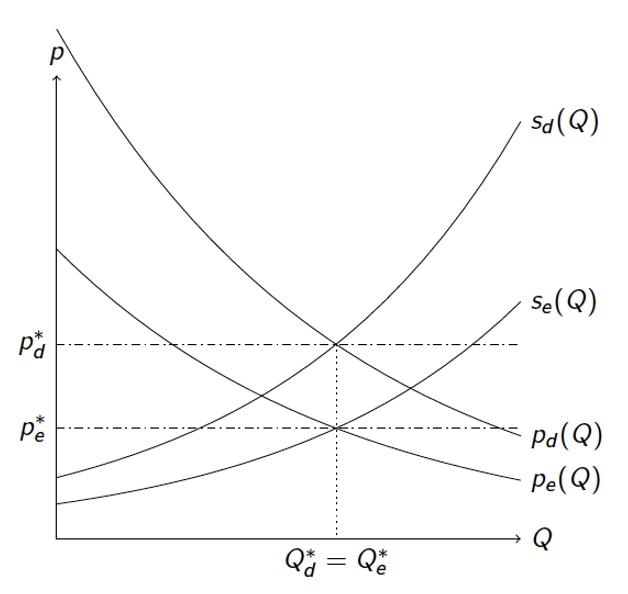 p
s_d(Q)
s_e(Q)
p_d^*
p_e^*
p_d(Q)
p_e(Q)
Q
Q_d^* = Q_e^*